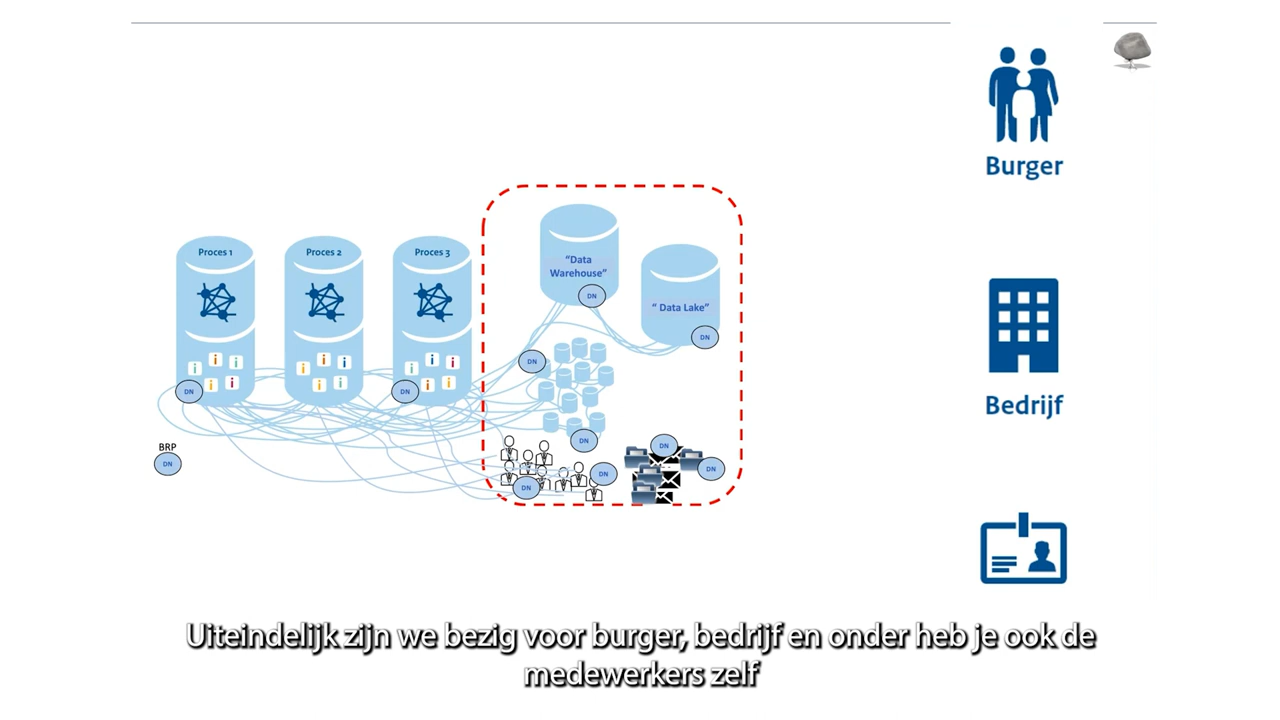 Burger
Proces 1
Proces 2
Proces 3
"Data
Warehouse"
DN
" Data Lake"
DN
DN
i i i
i i
DN
i i i
i i
i i i
i i
DN
Bedrijf
DN
DN
BRP
DN
DN
DN
DN
Uiteindelijk zijn we bezig voor burger, bedrijf en onder heb je ook de
medewerkers zelf